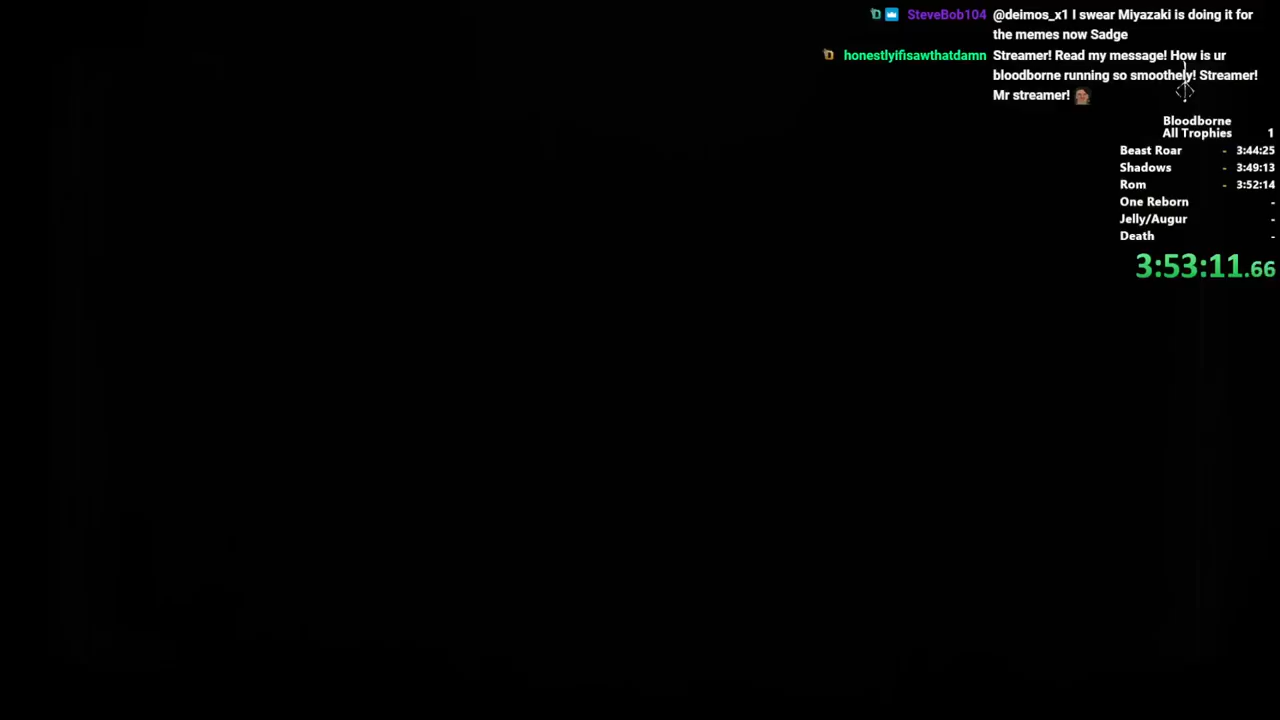 SteveBob104 @deimos_x1 I swear Miyazaki is doing it for
the memes now Sadge
honestlyifisawthatdamn Streamer! Read my message! How is ur
bloodborne running so smoothely! Streamer!
Mr streamer!
Bloodborne
All Trophies 1
Beast Roar - 3:44:25
Shadows - 3:49:13
Rom - 3:52:14
One Reborn -
Jelly/Augur -
Death -
3:53:11.66